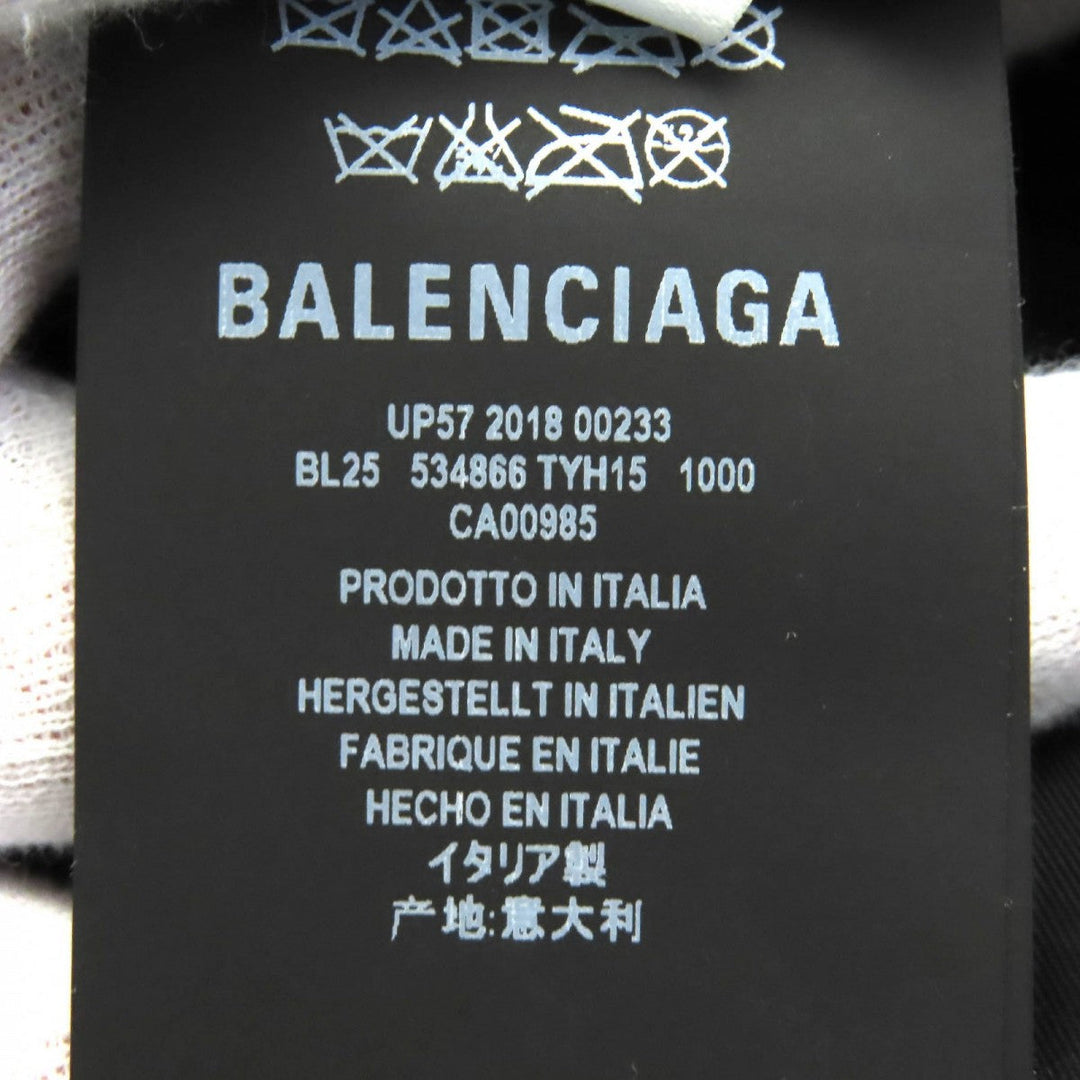 BALENCIAGA
UP57 2018 00233
BL25 534866 TYH15 1000
CA00985
PRODOTTO IN ITALIA
MADE IN ITALY
HERGESTELLT IN ITALIEN
FABRIQUE EN ITALIE
HECHO EN ITALIA
イタリア製
产地:意大利